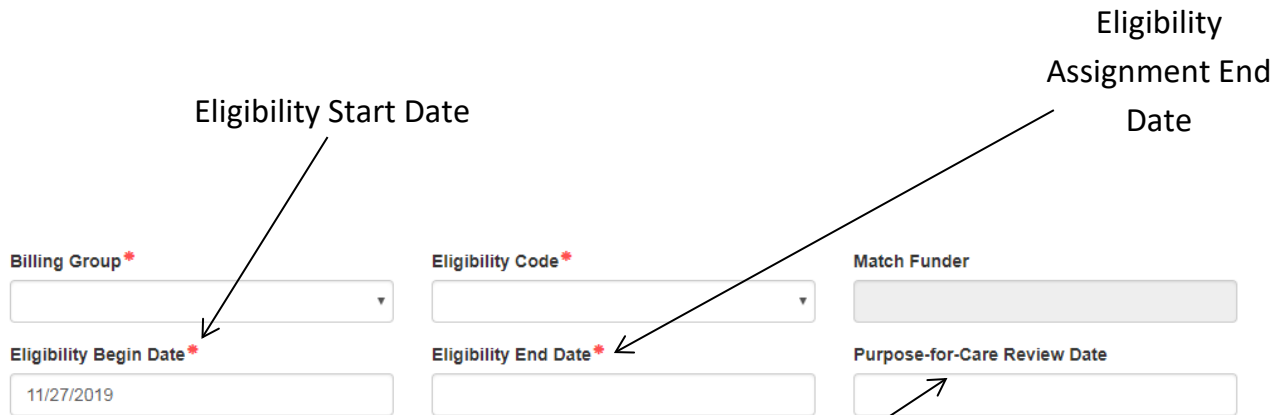 Eligibility
Assignment End
Date
Eligibility Start Date
Billing Group*
Eligibility Code*
Match Funder
Eligibility Begin Date*
Eligibility End Date*
Purpose-for-Care Review Date
11/27/2019